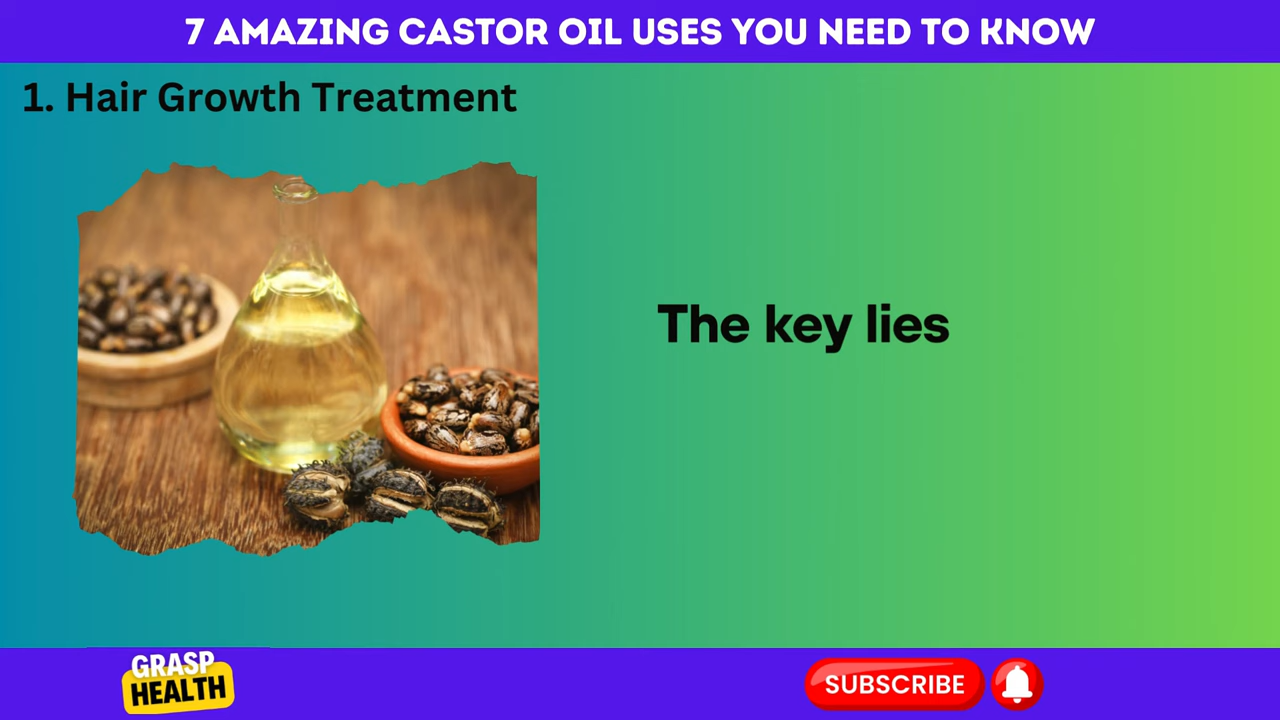 7 AMAZING CASTOR OIL USES YOU NEED TO KNOW
1. Hair Growth Treatment
The key lies
GRASP
HEALTH
SUBSCRIBE